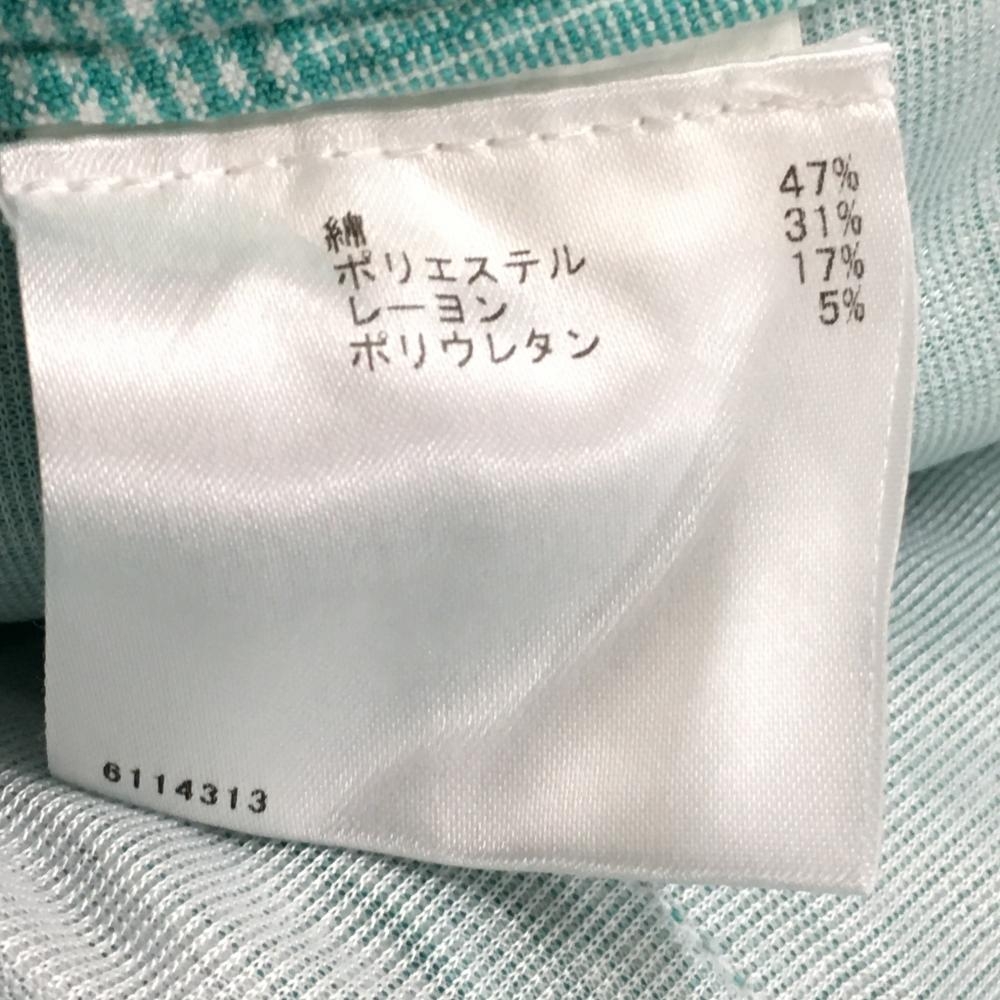 綿 47%
ポリエステル 31%
レーヨン 17%
ポリウレタン 5%
6114313